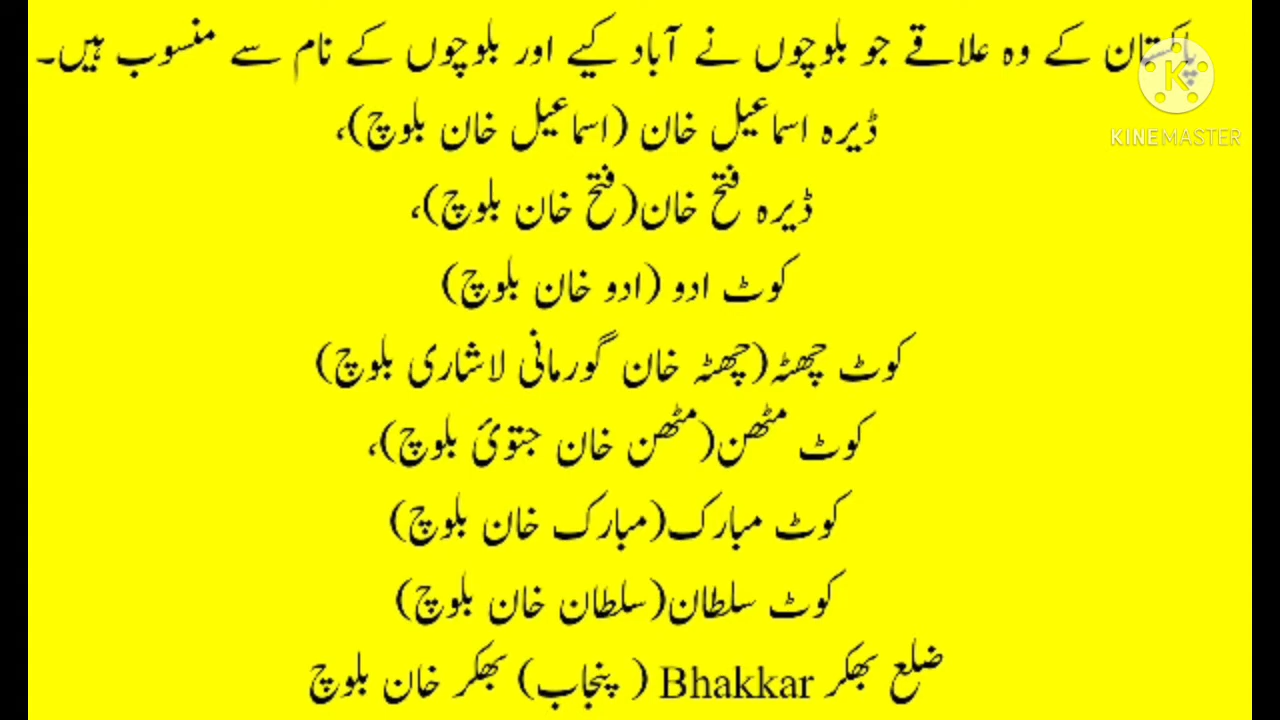 پاکستان کے وہ علاقے جو بلوچوں نے آباد کیے اور بلوچوں کے نام سے منسوب ہیں۔
KINEMASTER
ڈیرہ اسماعیل خان (اسماعیل خان بلوچ)،
ڈیرہ فتح خان(فتح خان بلوچ)،
کوٹ ادو (ادو خان بلوچ)
کوٹ چھٹہ(چھٹہ خان گورمانی لاشاری بلوچ)
کوٹ مٹھن(مٹھن خان جتوئ بلوچ)،
کوٹ مبارک(مبارک خان بلوچ)
کوٹ سلطان(سلطان خان بلوچ)
ضلع بھکر Bhakkar ( پنجاب) بھکر خان بلوچ